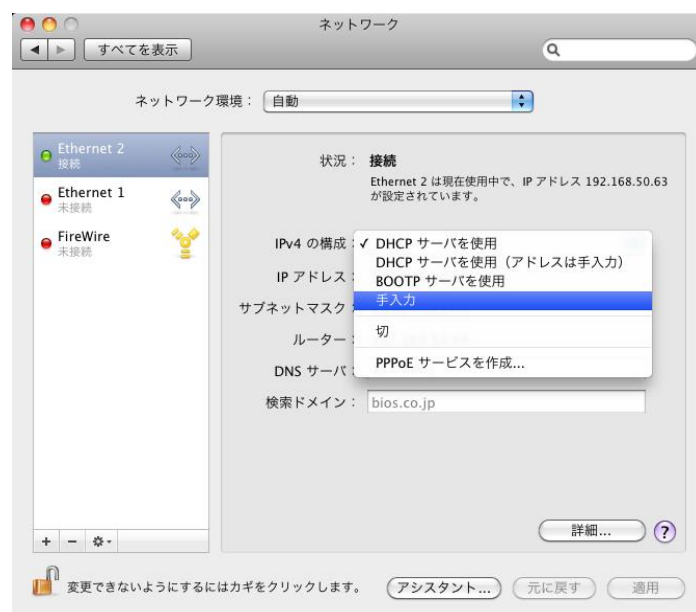 ネットワーク
すべてを表示
ネットワーク環境： 自動
Ethernet 2
接続
Ethernet 1
未接続
FireWire
未接続
状況： 接続
Ethernet 2 は現在使用中で、IP アドレス 192.168.50.63
が設定されています。
IPv4 の構成： ✓ DHCP サーバを使用
DHCP サーバを使用（アドレスは手入力）
BOOTP サーバを使用
手入力
切
PPPoE サービスを作成...
IP アドレス：
サブネットマスク：
ルーター：
DNS サーバ：
検索ドメイン： bios.co.jp
詳細... ?
+ −
変更できないようにするにはカギをクリックします。
アシスタント... 元に戻す 適用